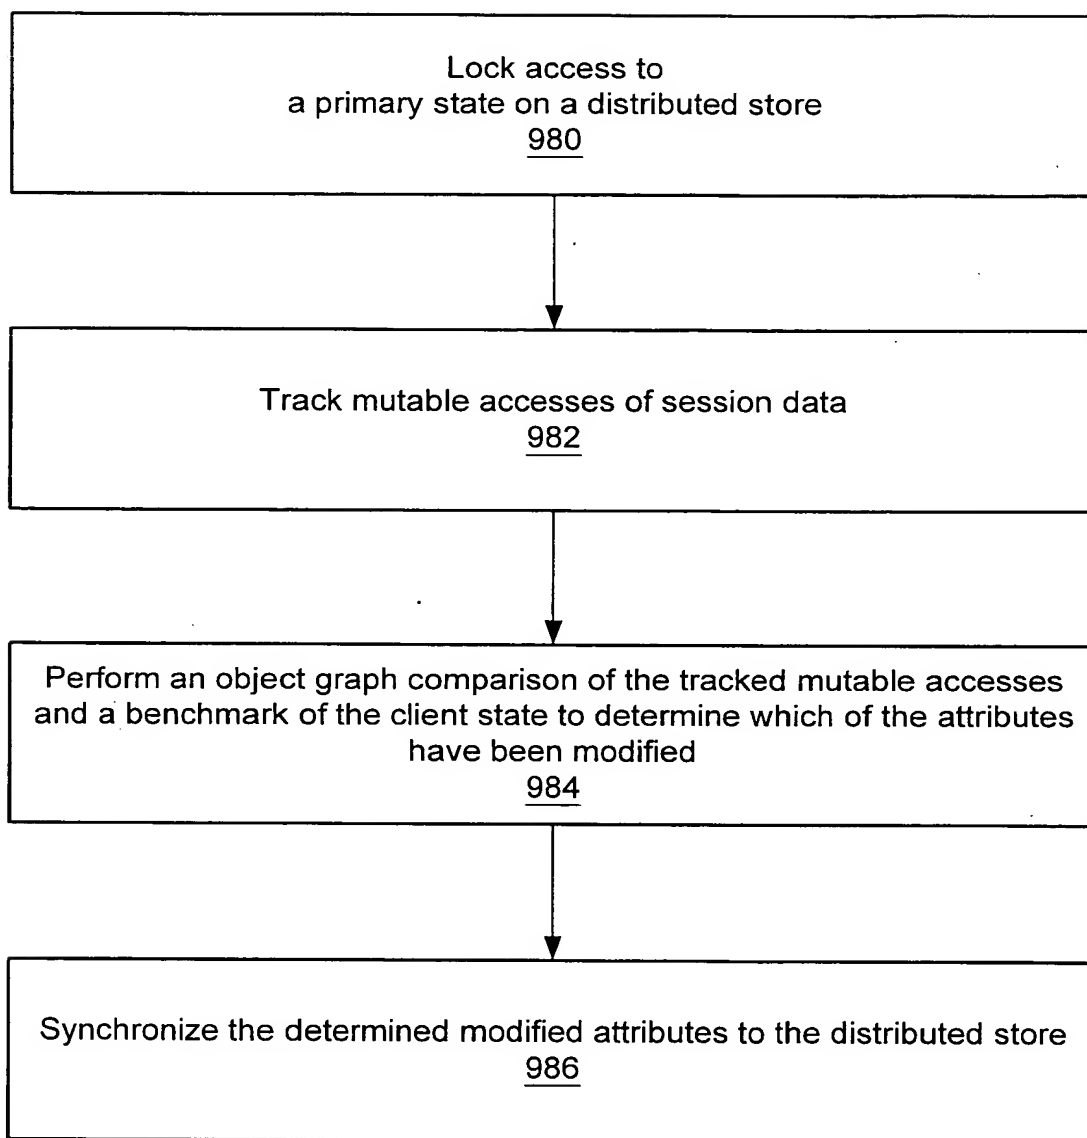 Lock access to
a primary state on a distributed store
980
Track mutable accesses of session data
982
Perform an object graph comparison of the tracked mutable accesses
and a benchmark of the client state to determine which of the attributes
have been modified
984
Synchronize the determined modified attributes to the distributed store
986